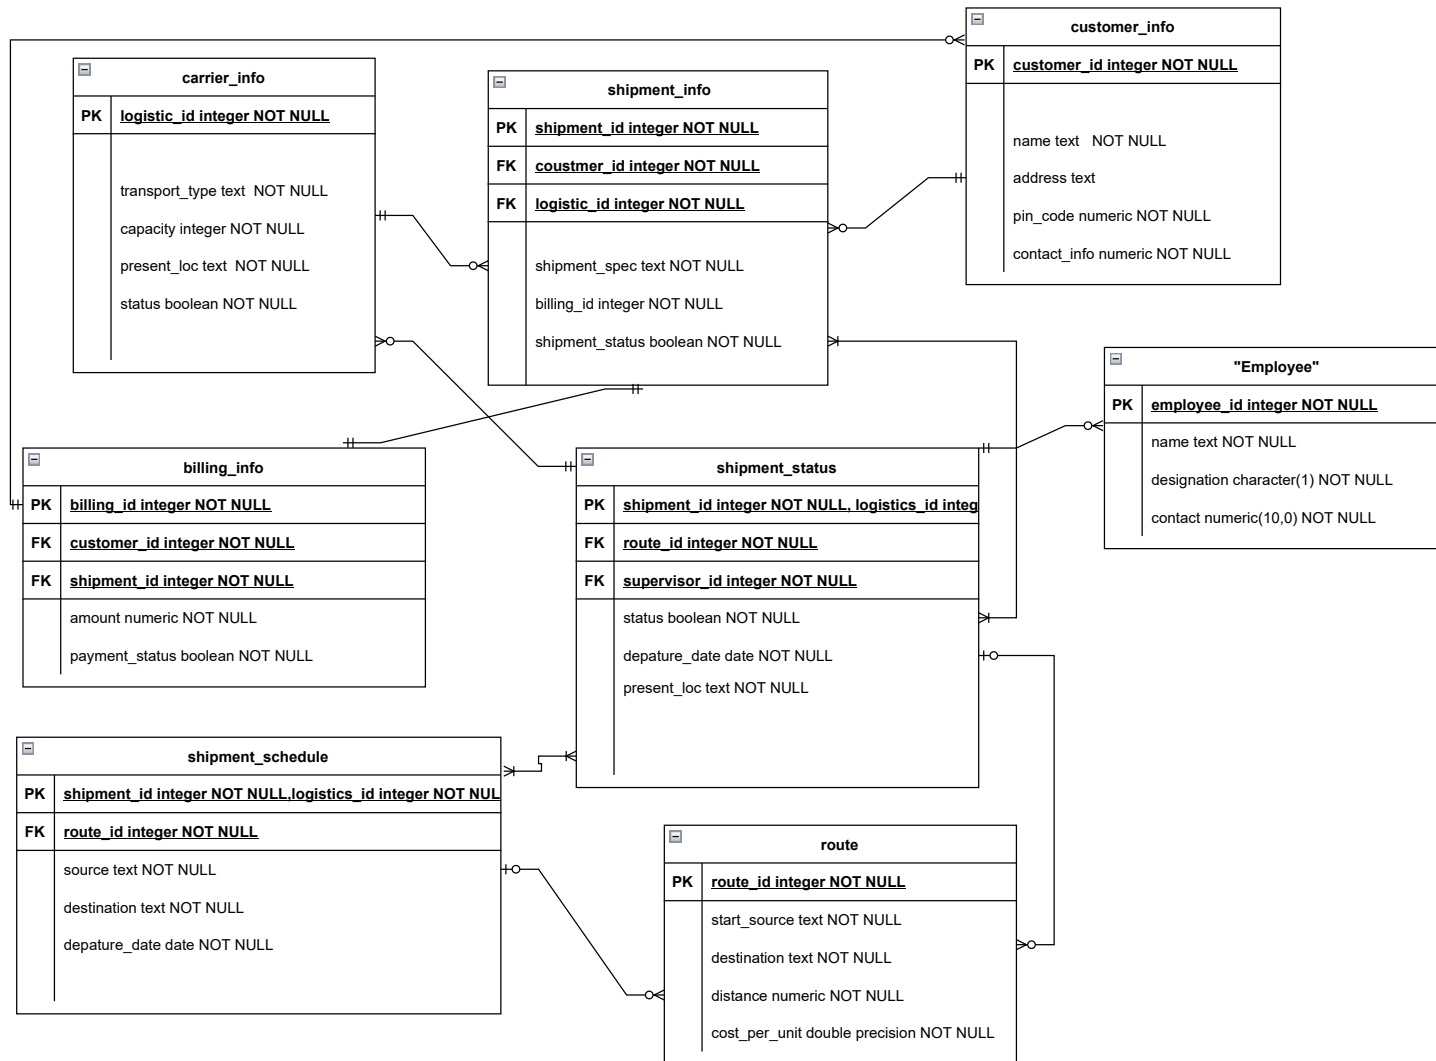 customer_info
PK customer_id integer NOT NULL
name text NOT NULL
address text
pin_code numeric NOT NULL
contact_info numeric NOT NULL
carrier_info
PK logistic_id integer NOT NULL
transport_type text NOT NULL
capacity integer NOT NULL
present_loc text NOT NULL
status boolean NOT NULL
shipment_info
PK shipment_id integer NOT NULL
FK coustmer_id integer NOT NULL
FK logistic_id integer NOT NULL
shipment_spec text NOT NULL
billing_id integer NOT NULL
shipment_status boolean NOT NULL
"Employee"
PK employee_id integer NOT NULL
name text NOT NULL
designation character(1) NOT NULL
contact numeric(10,0) NOT NULL
billing_info
PK billing_id integer NOT NULL
FK customer_id integer NOT NULL
FK shipment_id integer NOT NULL
amount numeric NOT NULL
payment_status boolean NOT NULL
shipment_status
PK shipment_id integer NOT NULL, logistics_id integ
FK route_id integer NOT NULL
FK supervisor_id integer NOT NULL
status boolean NOT NULL
depature_date date NOT NULL
present_loc text NOT NULL
shipment_schedule
PK shipment_id integer NOT NULL,logistics_id integer NOT NUL
FK route_id integer NOT NULL
source text NOT NULL
destination text NOT NULL
depature_date date NOT NULL
route
PK route_id integer NOT NULL
start_source text NOT NULL
destination text NOT NULL
distance numeric NOT NULL
cost_per_unit double precision NOT NULL